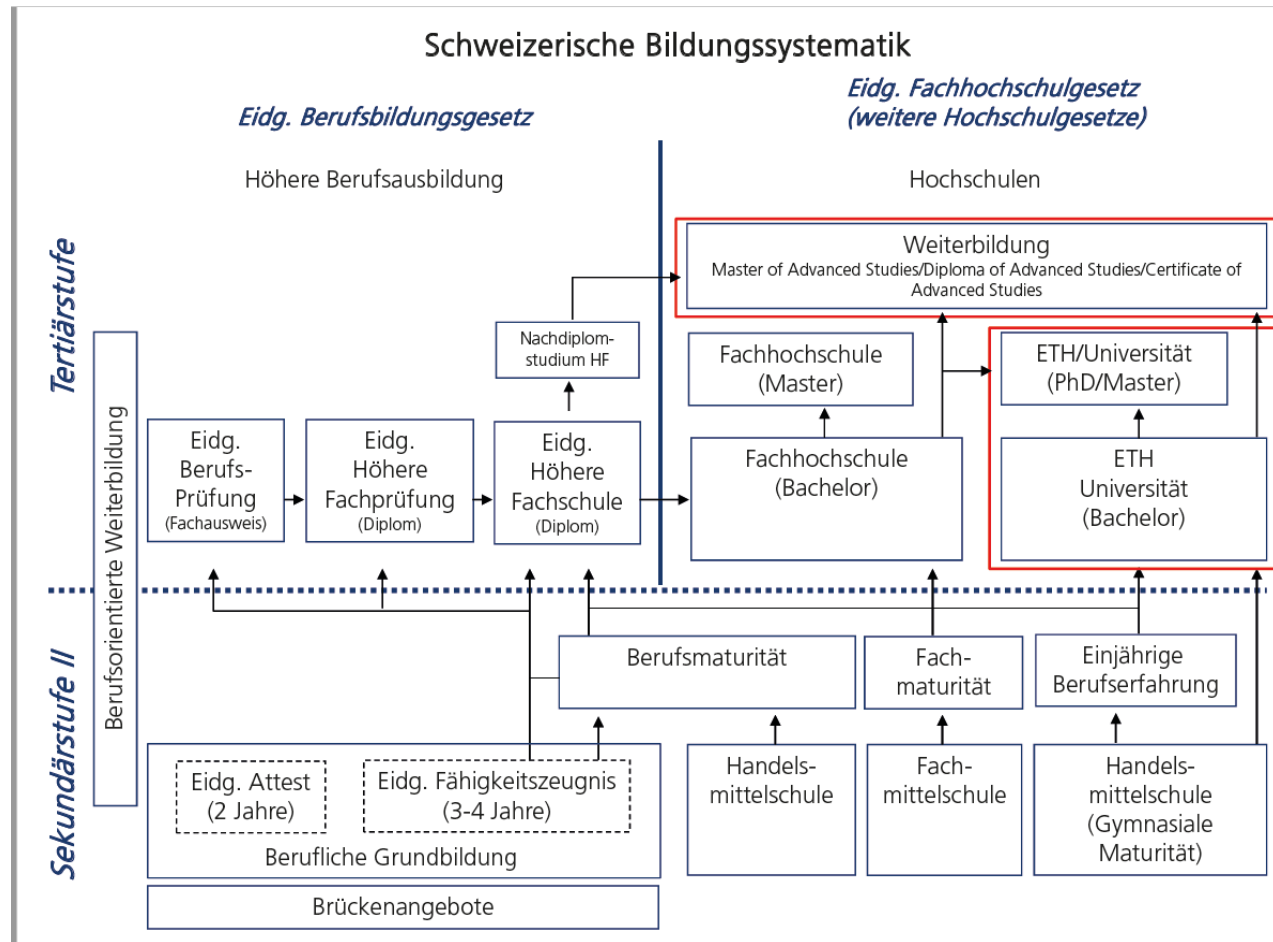 Schweizerische Bildungssystematik
Eidg. Berufsbildungsgesetz
Eidg. Fachhochschulgesetz
(weitere Hochschulgesetze)
Höhere Berufsausbildung
Hochschulen
Tertiärstufe
Weiterbildung
Master of Advanced Studies/Diploma of Advanced Studies/Certificate of
Advanced Studies
Nachdiplom-
studium HF
Fachhochschule
(Master)
ETH/Universität
(PhD/Master)
Berufsorientierte Weiterbildung
Eidg.
Berufs-
Prüfung
(Fachausweis)
Eidg.
Höhere
Fachprüfung
(Diplom)
Eidg.
Höhere
Fachschule
(Diplom)
Fachhochschule
(Bachelor)
ETH
Universität
(Bachelor)
Sekundärstufe II
Berufsmaturität
Fach-
maturität
Einjährige
Berufserfahrung
Eidg. Attest
(2 Jahre)
Eidg. Fähigkeitszeugnis
(3-4 Jahre)
Berufliche Grundbildung
Handels-
mittelschule
Fach-
mittelschule
Handels-
mittelschule
(Gymnasiale
Maturität)
Brückenangebote